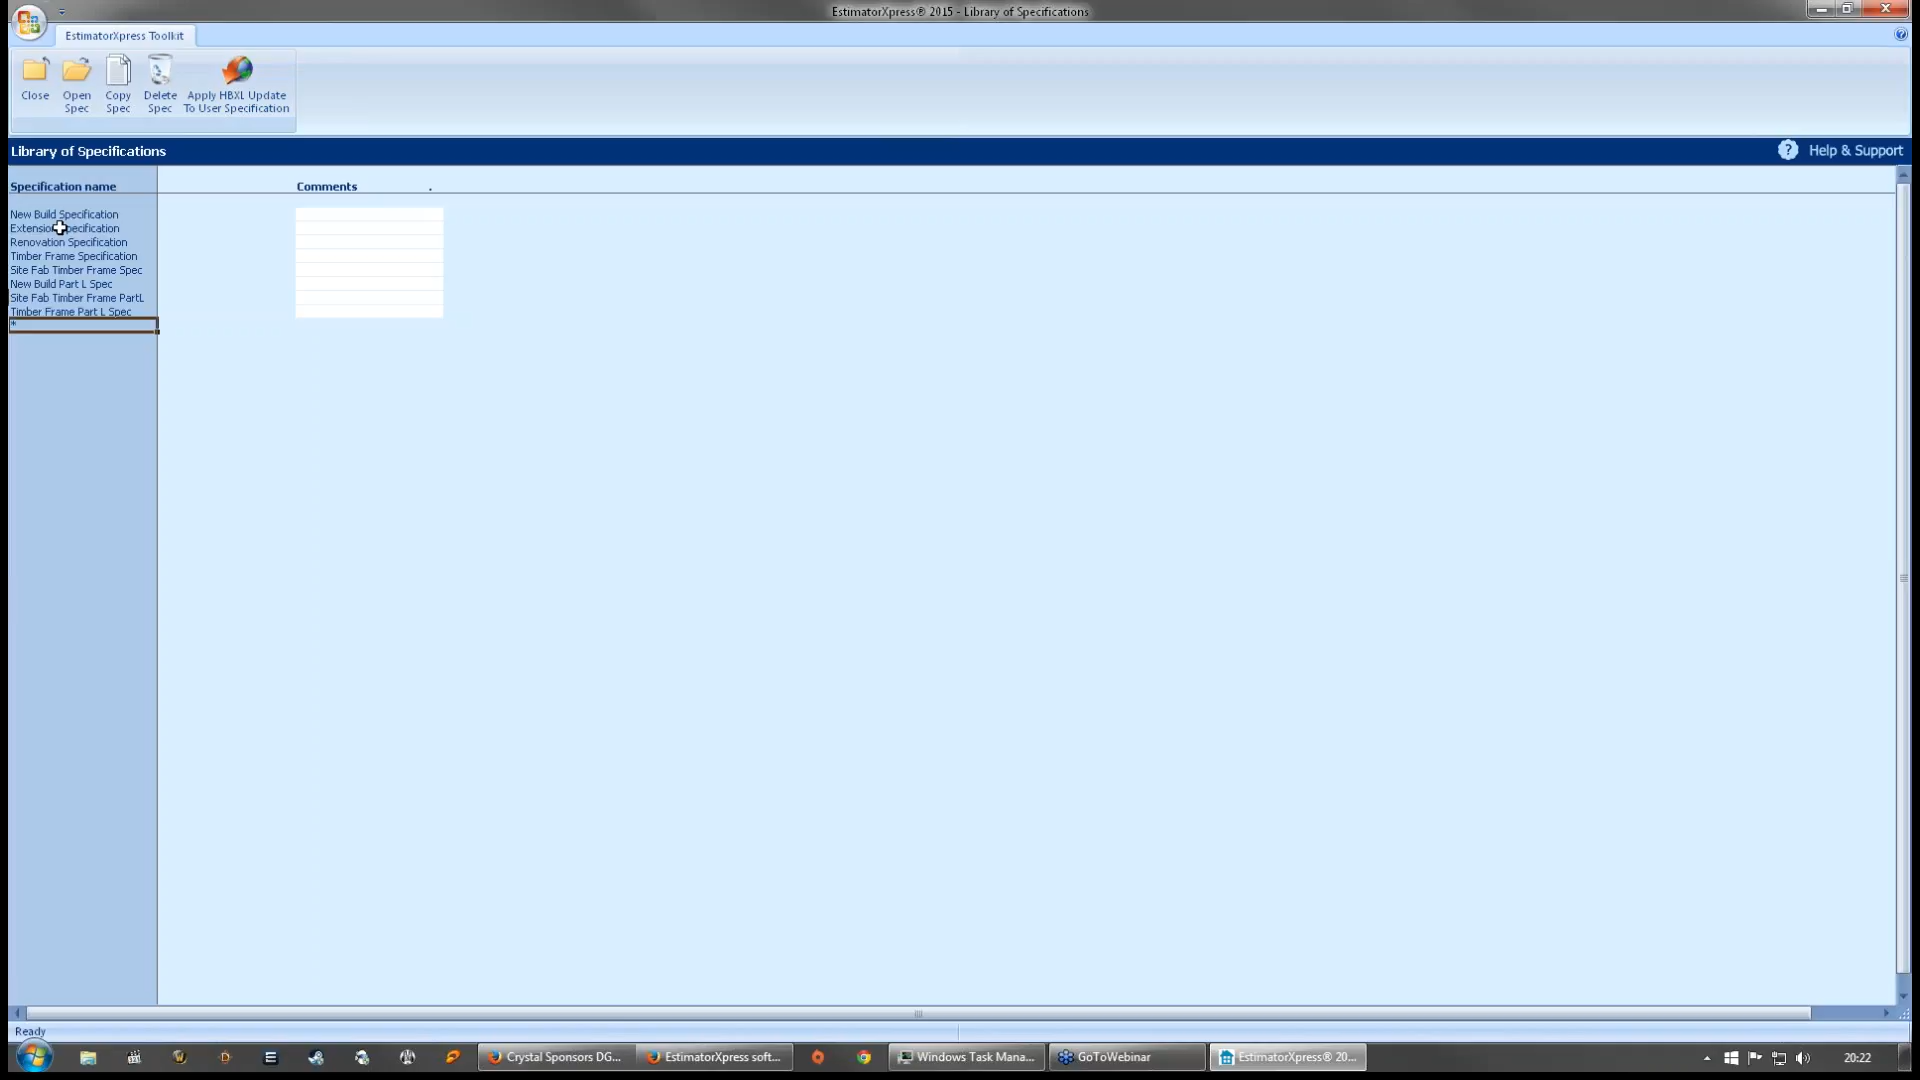 EstimatorXpress® 2015 - Library of Specifications
EstimatorXpress Toolkit
Close
Open Spec
Copy Spec
Delete Spec
Apply HBXL Update To User Specification
Library of Specifications
? Help & Support
Specification name
Comments .
New Build Specification
Extension Specification
Renovation Specification
Timber Frame Specification
Site Fab Timber Frame Spec
New Build Part L Spec
Site Fab Timber Frame PartL
Timber Frame Part L Spec
*
Ready
Crystal Sponsors DG...
EstimatorXpress soft...
Windows Task Mana...
GoToWebinar
EstimatorXpress® 20...
20:22